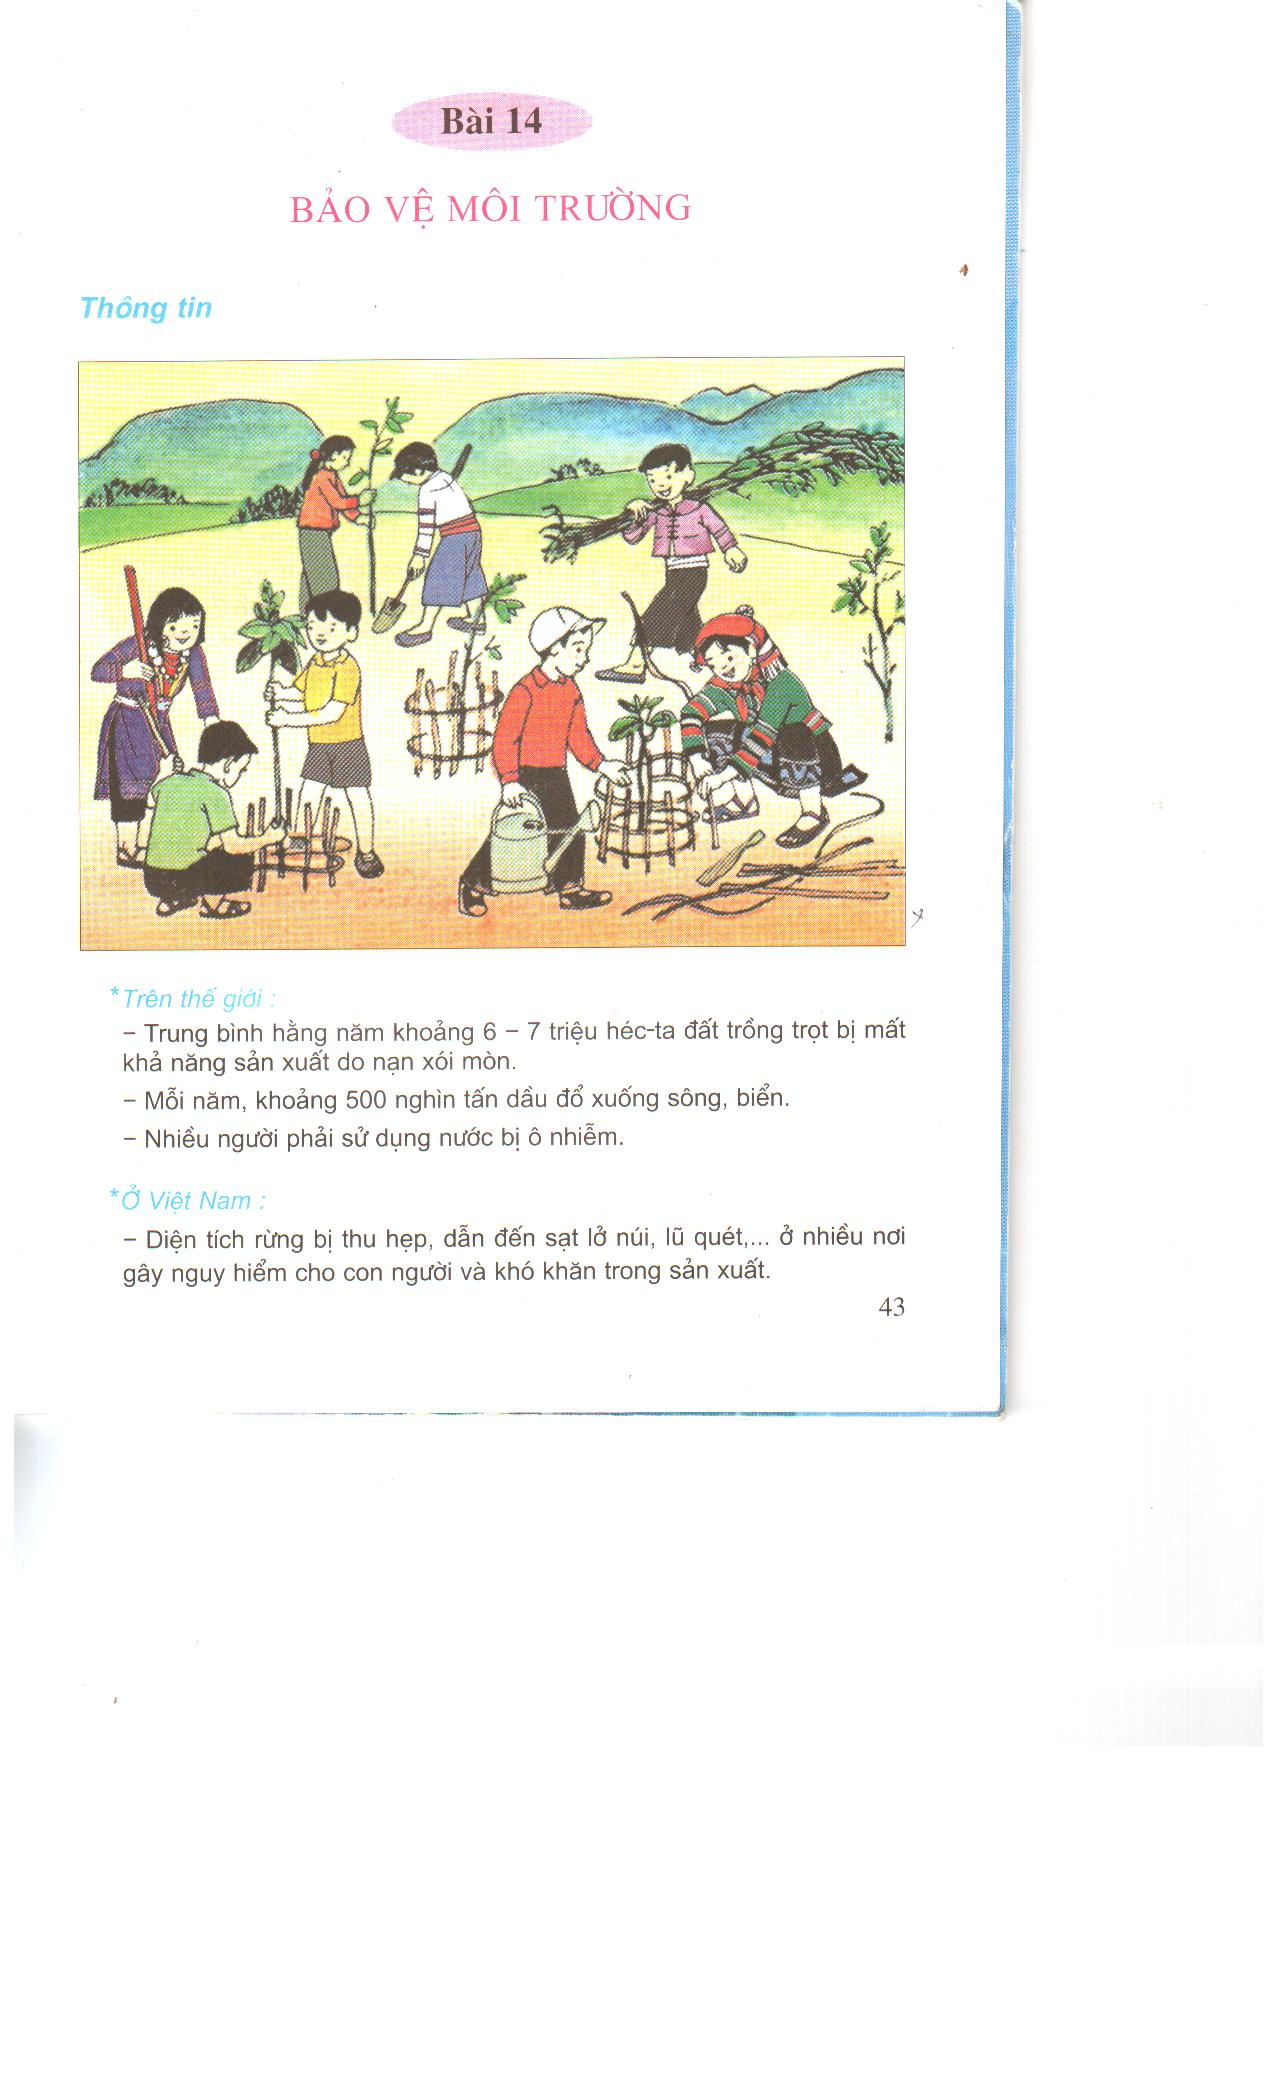 Bài 14
BẢO VỆ MÔI TRƯỜNG
Thông tin
* Trên thế giới :
– Trung bình hằng năm khoảng 6 – 7 triệu héc-ta đất trồng trọt bị mất
khả năng sản xuất do nạn xói mòn.
– Mỗi năm, khoảng 500 nghìn tấn dầu đổ xuống sông, biển.
– Nhiều người phải sử dụng nước bị ô nhiễm.
* Ở Việt Nam :
– Diện tích rừng bị thu hẹp, dẫn đến sạt lở núi, lũ quét,... ở nhiều nơi
gây nguy hiểm cho con người và khó khăn trong sản xuất.
43